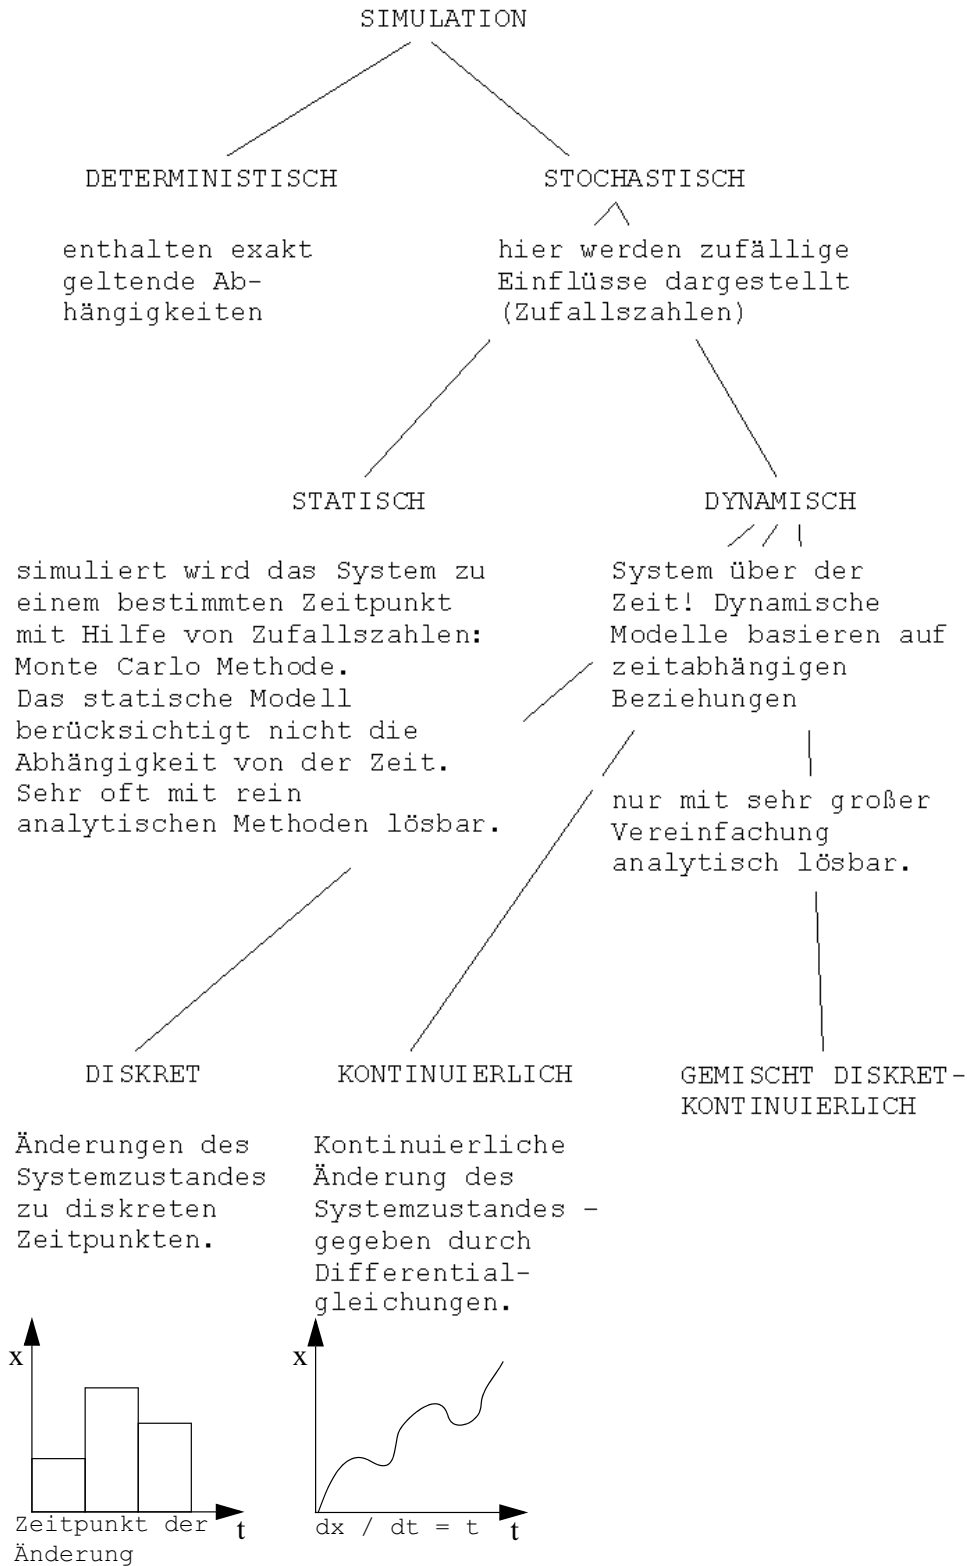 SIMULATION
DETERMINISTISCH
enthalten exakt
geltende Ab-
hängigkeiten
STOCHASTISCH
hier werden zufällige
Einflüsse dargestellt
(Zufallszahlen)
STATISCH
simuliert wird das System zu
einem bestimmten Zeitpunkt
mit Hilfe von Zufallszahlen:
Monte Carlo Methode.
Das statische Modell
berücksichtigt nicht die
Abhängigkeit von der Zeit.
Sehr oft mit rein
analytischen Methoden lösbar.
DYNAMISCH
System über der
Zeit! Dynamische
Modelle basieren auf
zeitabhängigen
Beziehungen
nur mit sehr großer
Vereinfachung
analytisch lösbar.
DISKRET
Änderungen des
Systemzustandes
zu diskreten
Zeitpunkten.
x
t
Zeitpunkt der
Änderung
KONTINUIERLICH
Kontinuierliche
Änderung des
Systemzustandes –
gegeben durch
Differential-
gleichungen.
x
t
dx / dt = t
GEMISCHT DISKRET-
KONTINUIERLICH